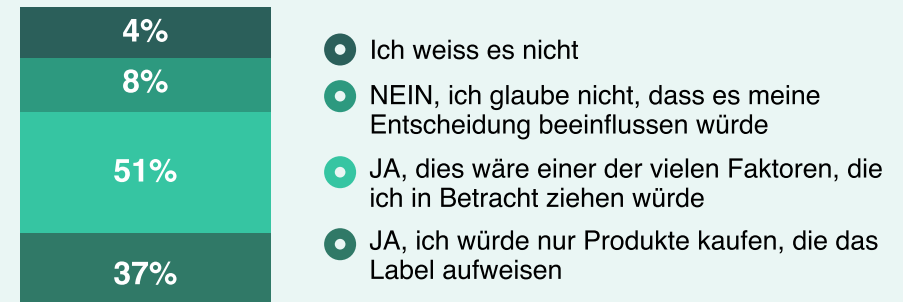 4%
Ich weiss es nicht
8%
NEIN, ich glaube nicht, dass es meine
Entscheidung beeinflussen würde
51%
JA, dies wäre einer der vielen Faktoren, die
ich in Betracht ziehen würde
37%
JA, ich würde nur Produkte kaufen, die das
Label aufweisen